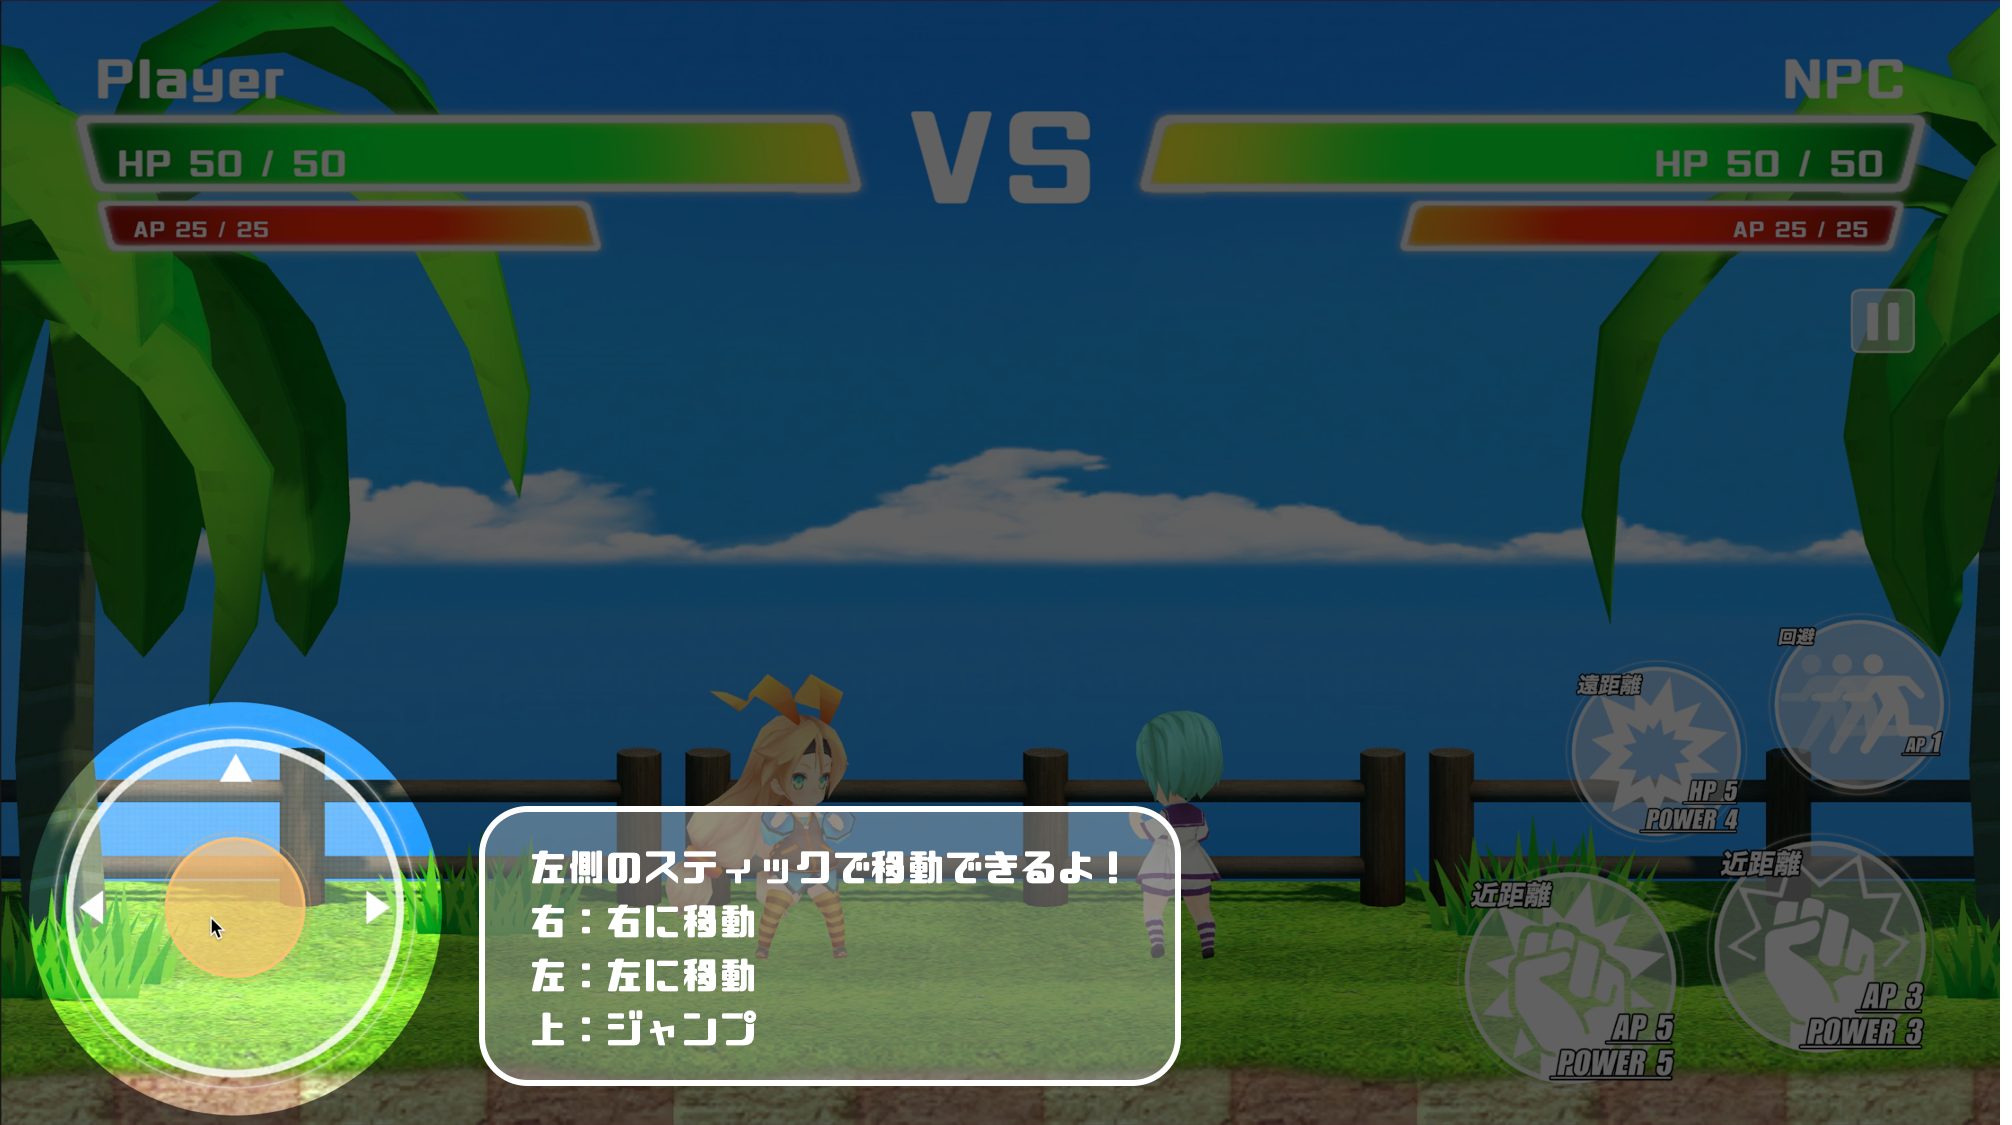 Player
NPC
VS
HP 50 / 50
HP 50 / 50
AP 25 / 25
AP 25 / 25
回避
AP 1
遠距離
HP 5
POWER 4
近距離
AP 3
POWER 3
近距離
AP 5
POWER 5
左側のスティックで移動できるよ！
右：右に移動
左：左に移動
上：ジャンプ